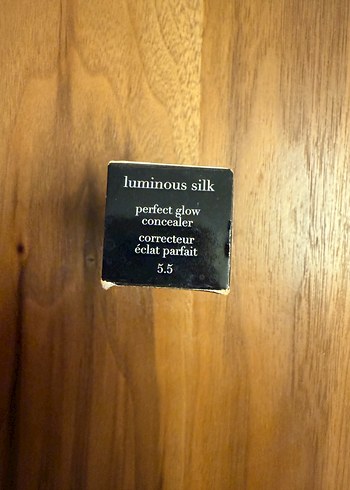 luminous silk
perfect glow
concealer
correcteur
éclat parfait
5.5